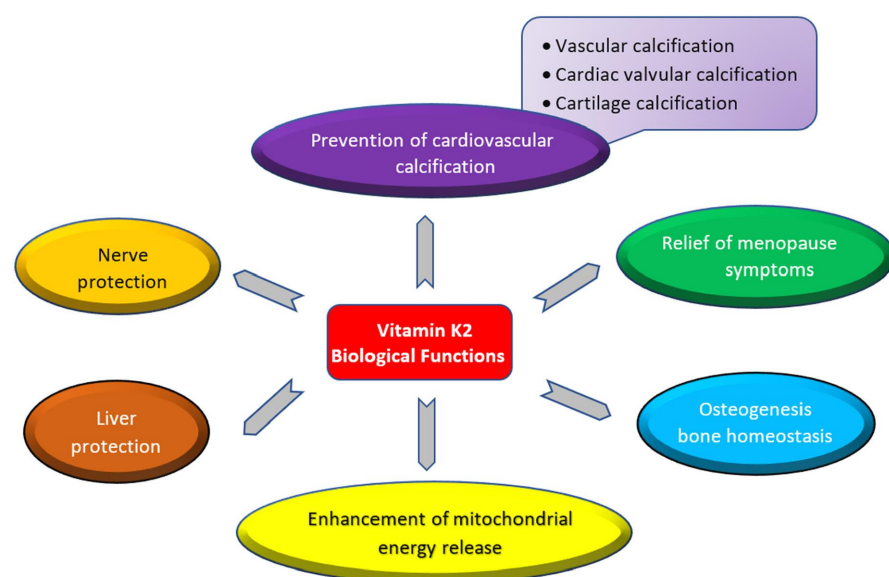 • Vascular calcification
• Cardiac valvular calcification
• Cartilage calcification
Prevention of cardiovascular
calcification
Nerve
protection
Relief of menopause
symptoms
Vitamin K2
Biological Functions
Liver
protection
Osteogenesis
bone homeostasis
Enhancement of mitochondrial
energy release